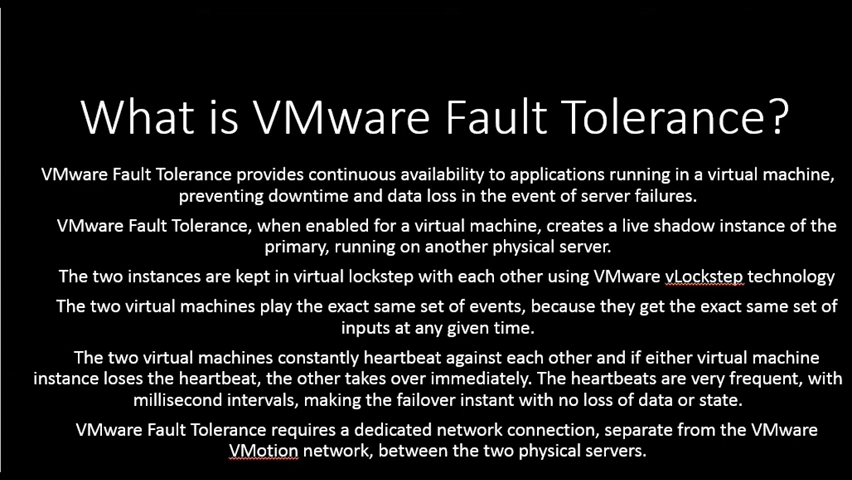 What is VMware Fault Tolerance?
VMware Fault Tolerance provides continuous availability to applications running in a virtual machine,
preventing downtime and data loss in the event of server failures.
VMware Fault Tolerance, when enabled for a virtual machine, creates a live shadow instance of the
primary, running on another physical server.
The two instances are kept in virtual lockstep with each other using VMware vLockstep technology
The two virtual machines play the exact same set of events, because they get the exact same set of
inputs at any given time.
The two virtual machines constantly heartbeat against each other and if either virtual machine
instance loses the heartbeat, the other takes over immediately. The heartbeats are very frequent, with
millisecond intervals, making the failover instant with no loss of data or state.
VMware Fault Tolerance requires a dedicated network connection, separate from the VMware
VMotion network, between the two physical servers.